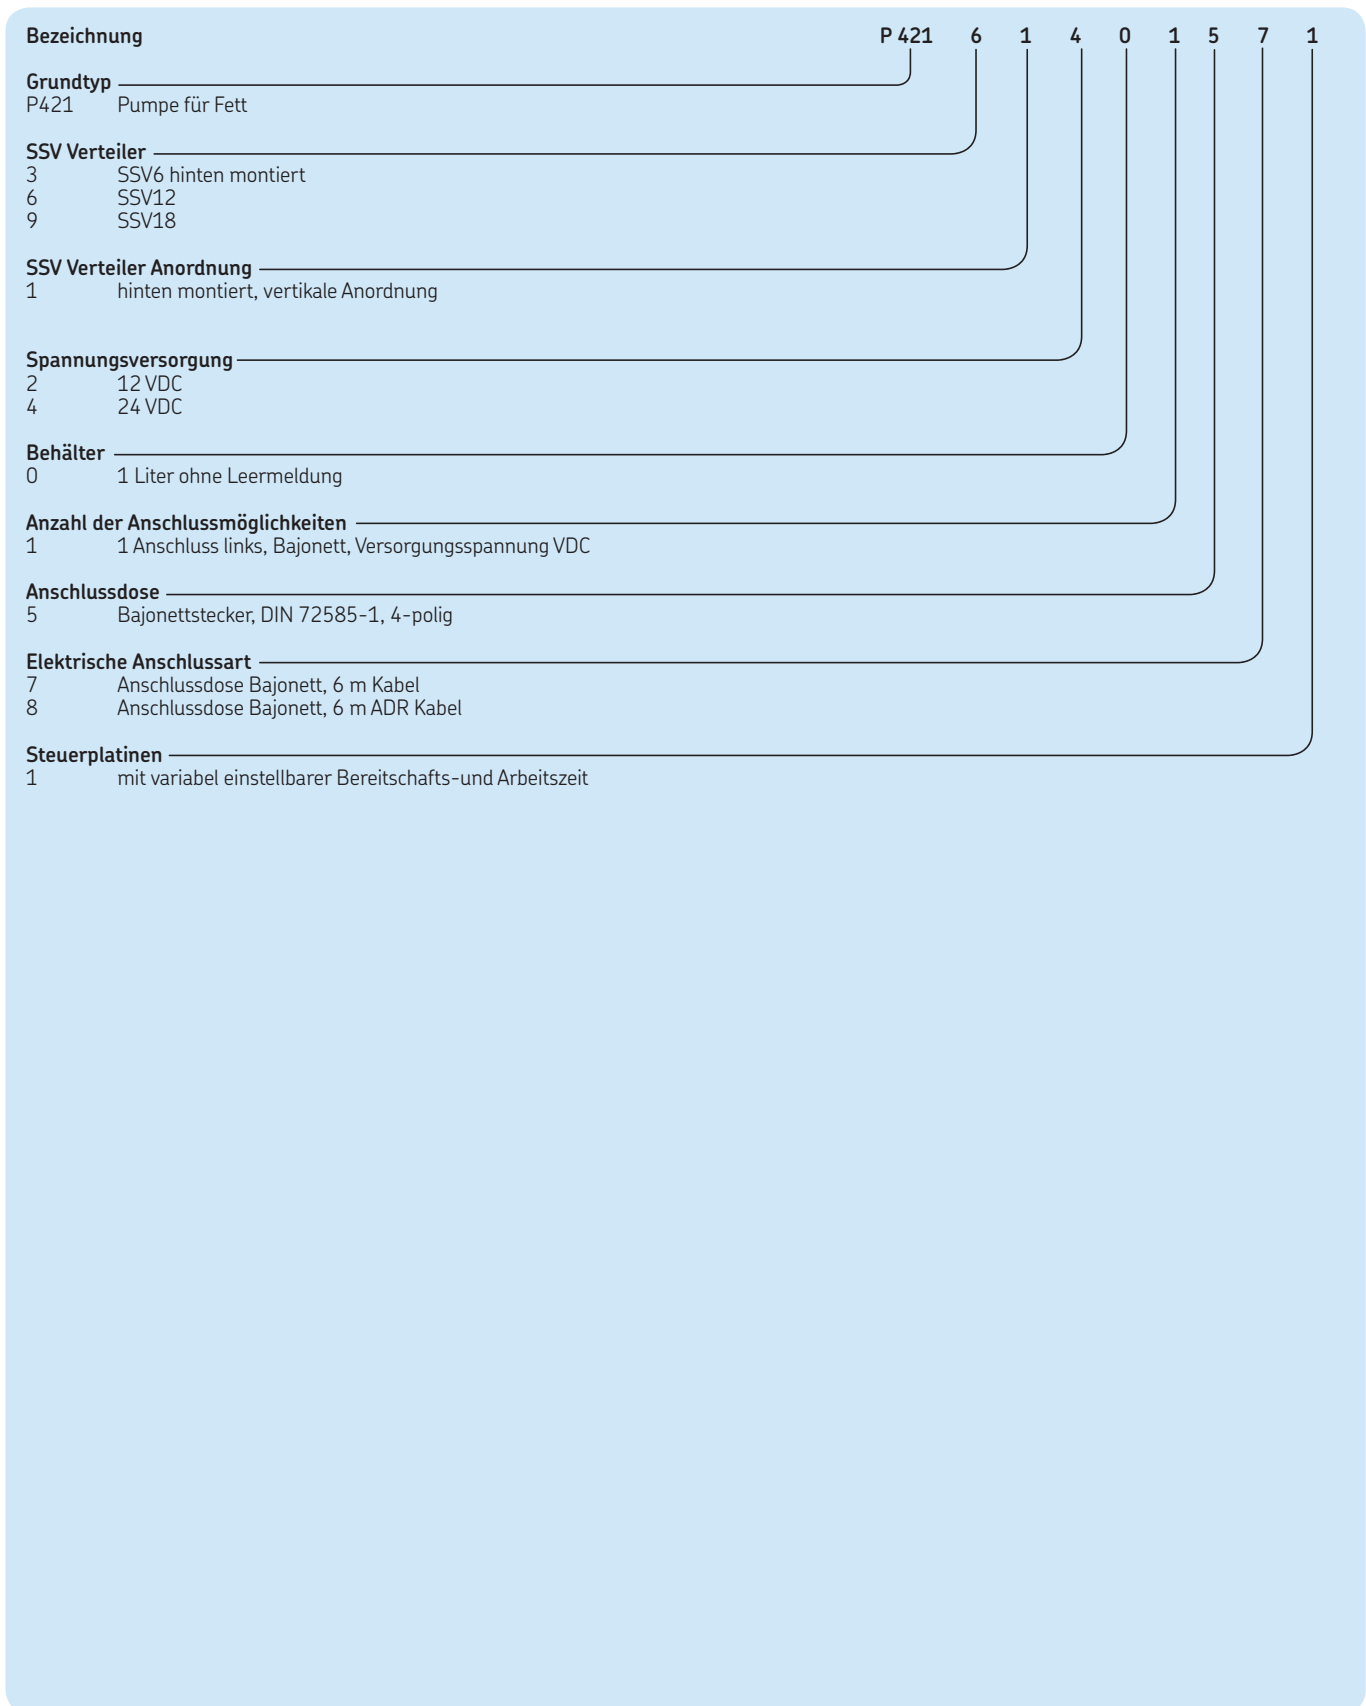 Bezeichnung P 421 6 1 4 0 1 5 7 1
Grundtyp
P421 Pumpe für Fett
SSV Verteiler
3 SSV6 hinten montiert
6 SSV12
9 SSV18
SSV Verteiler Anordnung
1 hinten montiert, vertikale Anordnung
Spannungsversorgung
2 12 VDC
4 24 VDC
Behälter
0 1 Liter ohne Leermeldung
Anzahl der Anschlussmöglichkeiten
1 1 Anschluss links, Bajonett, Versorgungsspannung VDC
Anschlussdose
5 Bajonettstecker, DIN 72585-1, 4-polig
Elektrische Anschlussart
7 Anschlussdose Bajonett, 6 m Kabel
8 Anschlussdose Bajonett, 6 m ADR Kabel
Steuerplatinen
1 mit variabel einstellbarer Bereitschafts-und Arbeitszeit